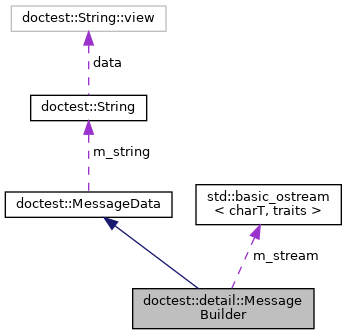 doctest::String::view
data
doctest::String
m_string
doctest::MessageData
std::basic_ostream
< charT, traits >
m_stream
doctest::detail::Message
Builder